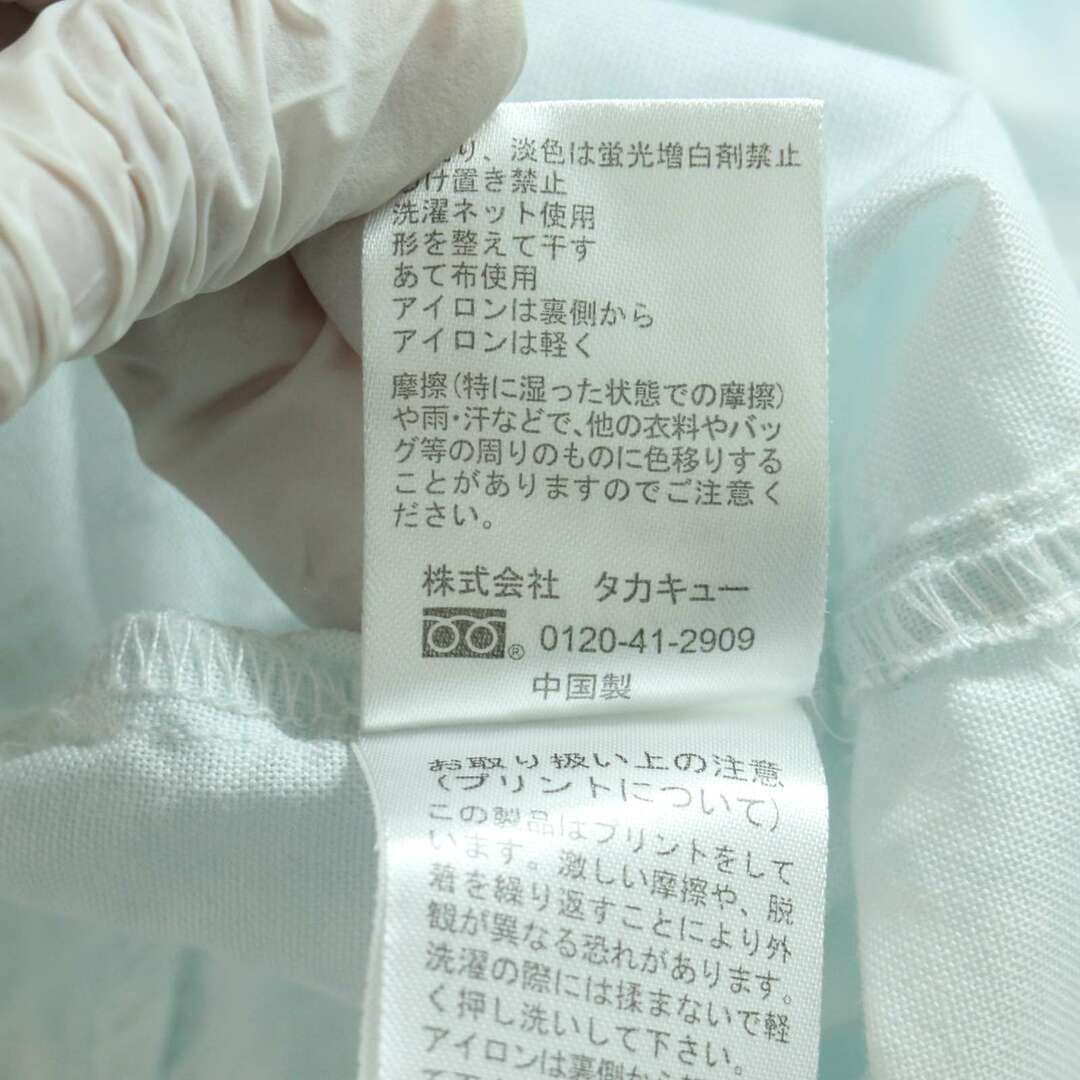 り、淡色は蛍光増白剤禁止
け置き禁止
洗濯ネット使用
形を整えて干す
あて布使用
アイロンは裏側から
アイロンは軽く
摩擦(特に湿った状態での摩擦)
や雨・汗などで、他の衣料やバッ
グ等の周りのものに色移りする
ことがありますのでご注意く
ださい。
株式会社 タカキュー
® 0120-41-2909
中国製
お取り扱い上の注意
(プリントについて)
この製品はプリントをして
います。激しい摩擦や、脱
着を繰り返すことにより外
観が異なる恐れがあります。
洗濯の際には揉まないで軽
く押し洗いして下さい。
アイロンは裏側から